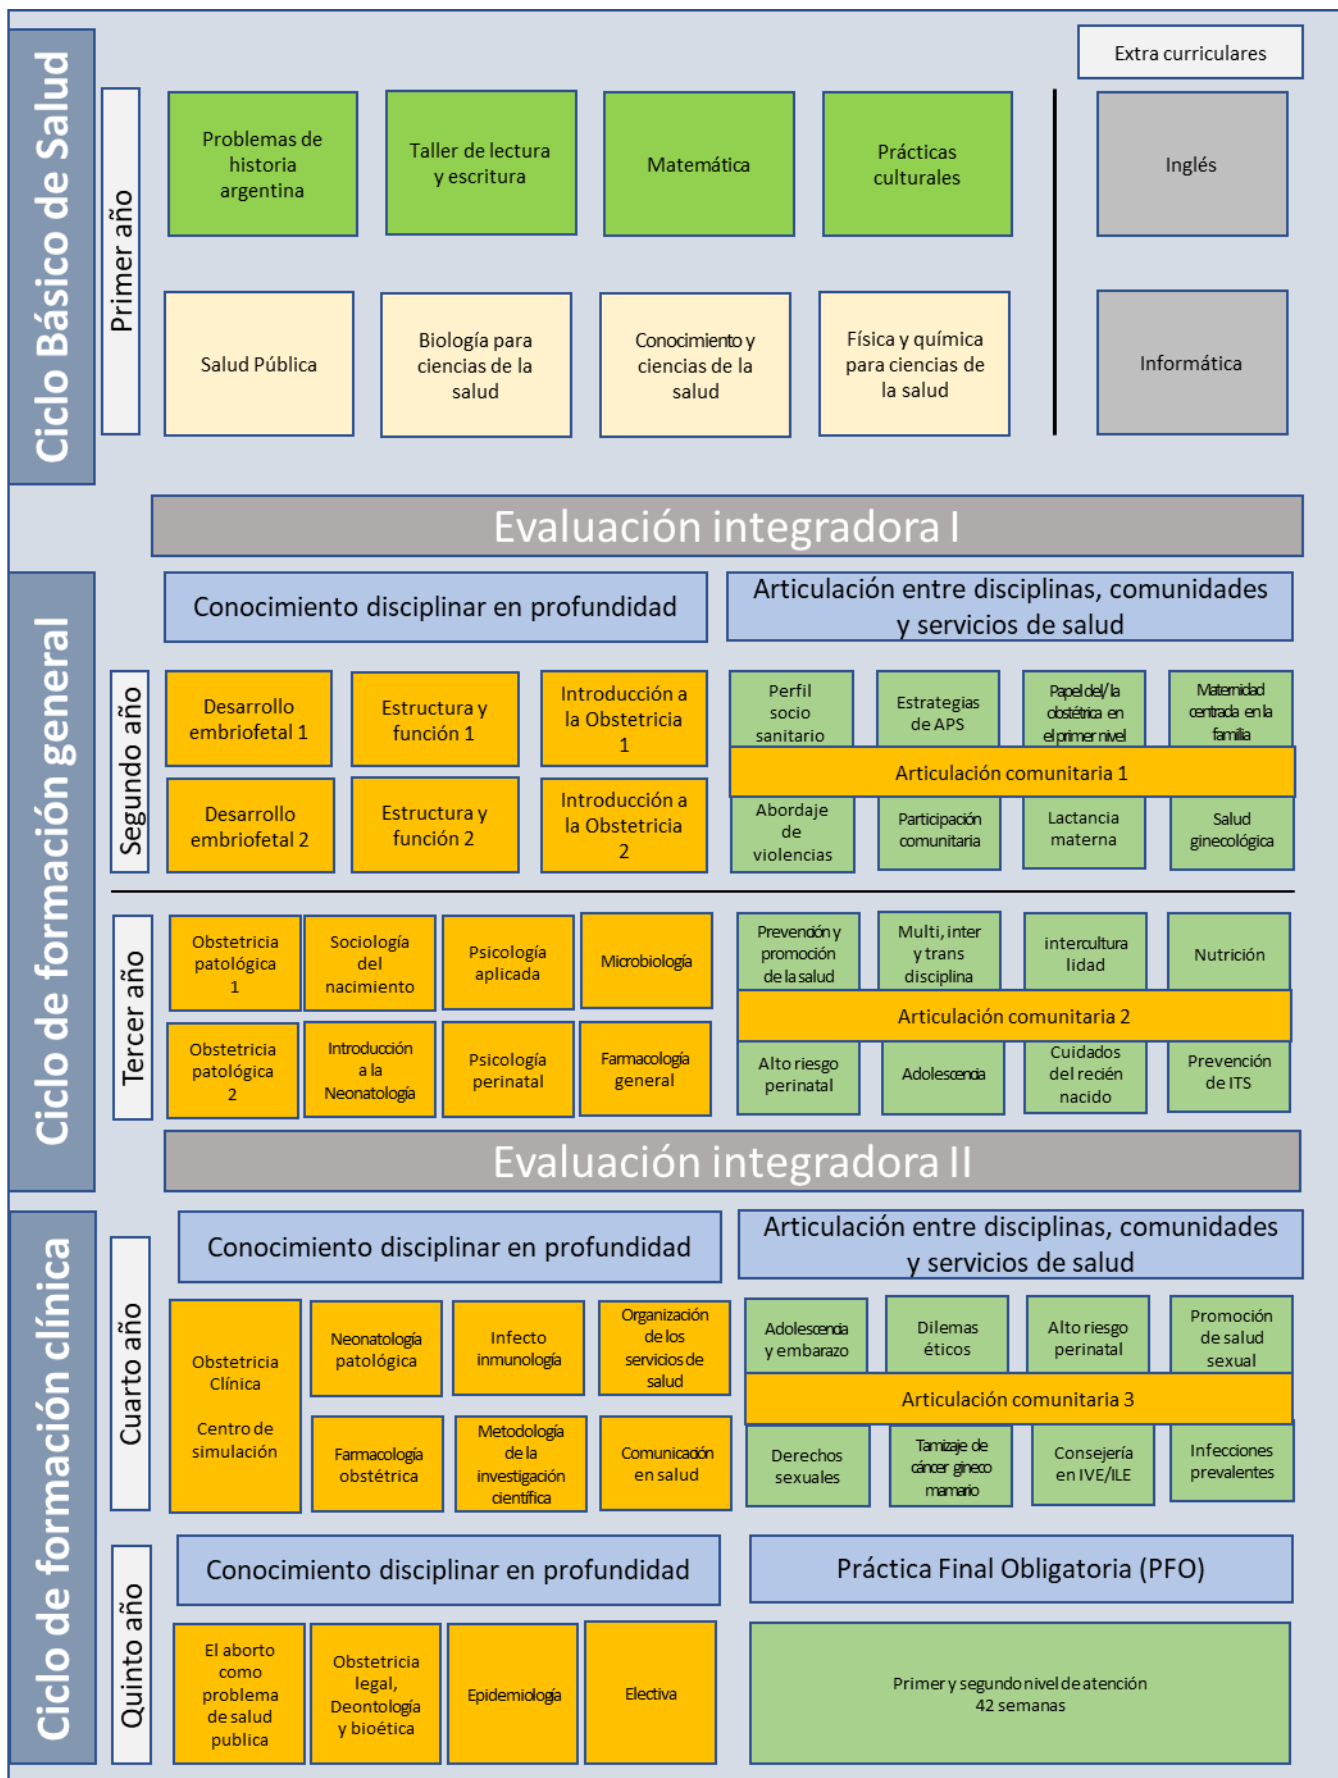 Ciclo Básico de Salud
Primer año
Extra curriculares
Problemas de
historia
argentina
Taller de lectura
y escritura
Matemática
Prácticas
culturales
Inglés
Salud Pública
Biología para
ciencias de la
salud
Conocimiento y
ciencias de la
salud
Física y química
para ciencias de
la salud
Informática
Evaluación integradora I
Ciclo de formación general
Conocimiento disciplinar en profundidad
Articulación entre disciplinas, comunidades
y servicios de salud
Segundo año
Desarrollo
embriofetal 1
Estructura y
función 1
Introducción a
la Obstetricia
1
Perfil
socio
sanitario
Estrategias
de APS
Papel del/la
obstétrica en
el primer nivel
Maternidad
centrada en la
familia
Articulación comunitaria 1
Desarrollo
embriofetal 2
Estructura y
función 2
Introducción a
la Obstetricia
2
Abordaje
de
violencias
Participación
comunitaria
Lactancia
materna
Salud
ginecológica
Tercer año
Obstetricia
patológica
1
Sociología
del
nacimiento
Psicología
aplicada
Microbiología
Prevención y
promoción
de la salud
Multi, inter
y trans
disciplina
intercultura
lidad
Nutrición
Articulación comunitaria 2
Obstetricia
patológica
2
Introducción
a la
Neonatología
Psicología
perinatal
Farmacología
general
Alto riesgo
perinatal
Adolescencia
Cuidados
del recién
nacido
Prevención
de ITS
Evaluación integradora II
Ciclo de formación clínica
Conocimiento disciplinar en profundidad
Articulación entre disciplinas, comunidades
y servicios de salud
Cuarto año
Obstetricia
Clínica
Centro de
simulación
Neonatología
patológica
Infecto
inmunología
Organización
de los
servicios de
salud
Adolescencia
y embarazo
Dilemas
éticos
Alto riesgo
perinatal
Promoción
de salud
sexual
Articulación comunitaria 3
Farmacología
obstétrica
Metodología
de la
investigación
científica
Comunicación
en salud
Derechos
sexuales
Tamizaje de
cáncer gineco
mamario
Consejería
en IVE/ILE
Infecciones
prevalentes
Conocimiento disciplinar en profundidad
Práctica Final Obligatoria (PFO)
Quinto año
El aborto
como
problema
de salud
publica
Obstetricia
legal,
Deontología
y bioética
Epidemiología
Electiva
Primer y segundo nivel de atención
42 semanas